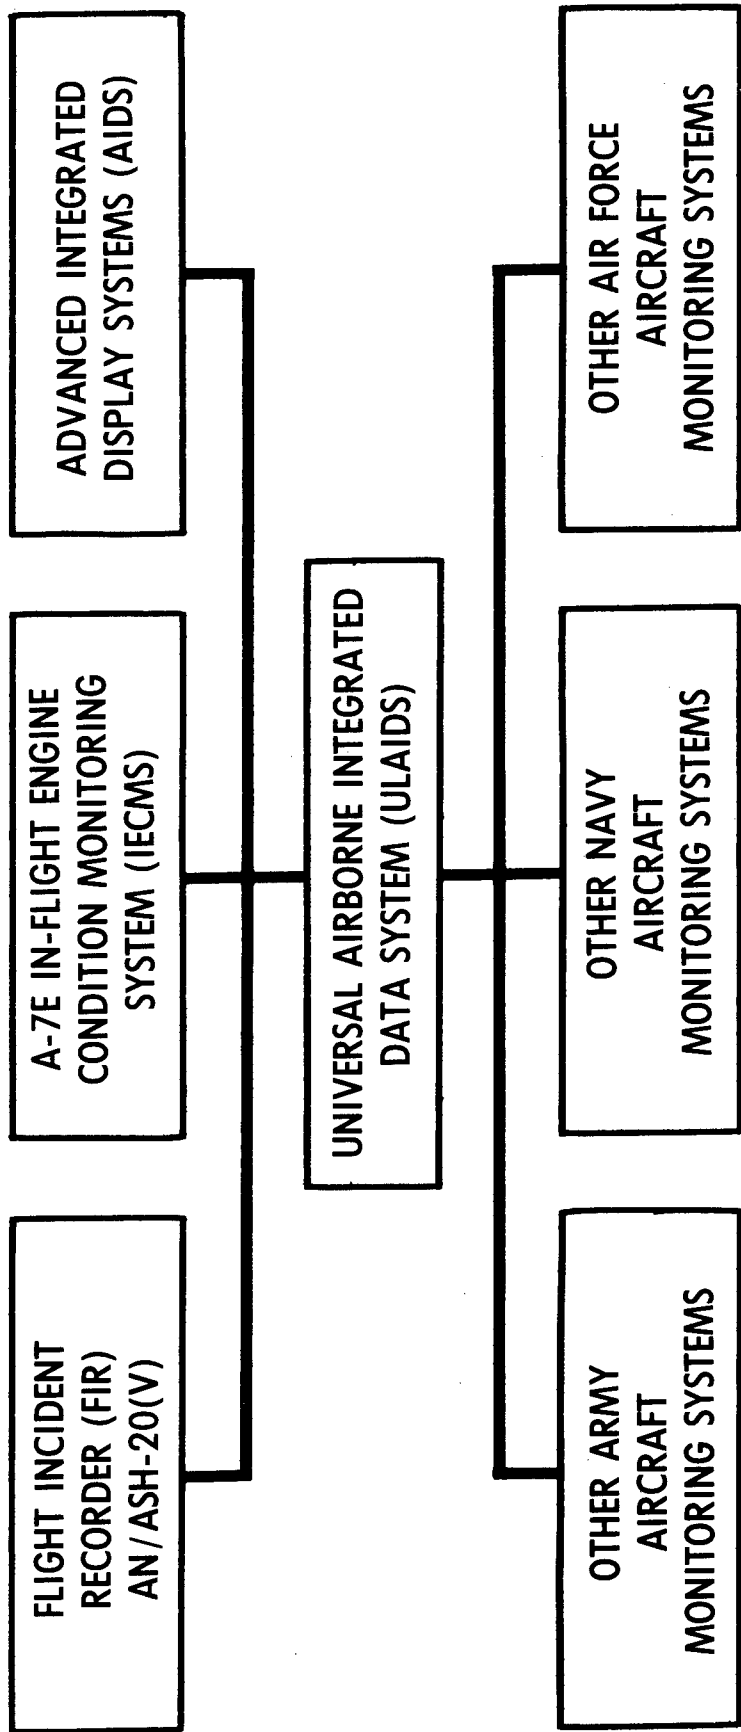 FLIGHT INCIDENT
RECORDER (FIR)
AN/ASH-20(V)
A-7E IN-FLIGHT ENGINE
CONDITION MONITORING
SYSTEM (IECMS)
ADVANCED INTEGRATED
DISPLAY SYSTEMS (AIDS)
UNIVERSAL AIRBORNE INTEGRATED
DATA SYSTEM (ULAIDS)
OTHER ARMY
AIRCRAFT
MONITORING SYSTEMS
OTHER NAVY
AIRCRAFT
MONITORING SYSTEMS
OTHER AIR FORCE
AIRCRAFT
MONITORING SYSTEMS